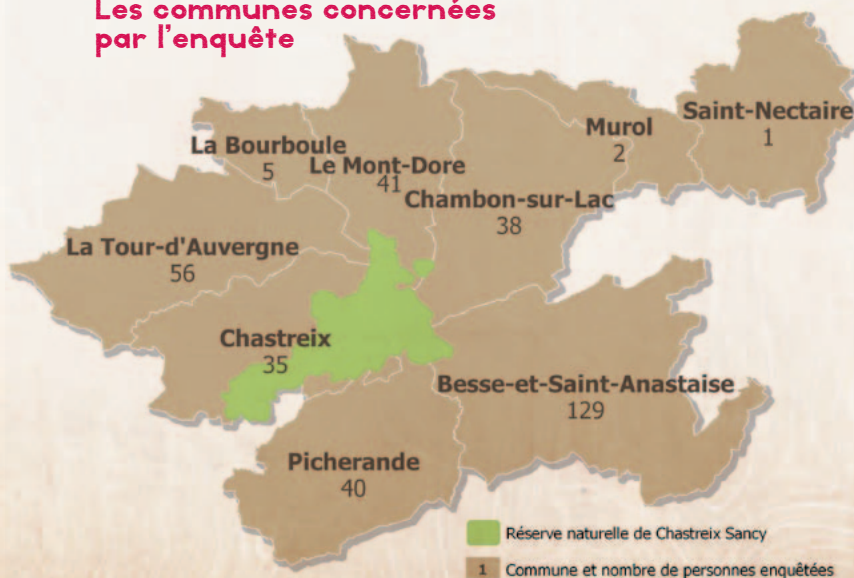 Les communes concernées
par l'enquête
Saint-Nectaire
1
Murol
2
La Bourboule
5
Le Mont-Dore
41
Chambon-sur-Lac
38
La Tour-d'Auvergne
56
Chastreix
35
Besse-et-Saint-Anastaise
129
Picherande
40
Réserve naturelle de Chastreix Sancy
1 Commune et nombre de personnes enquêtées